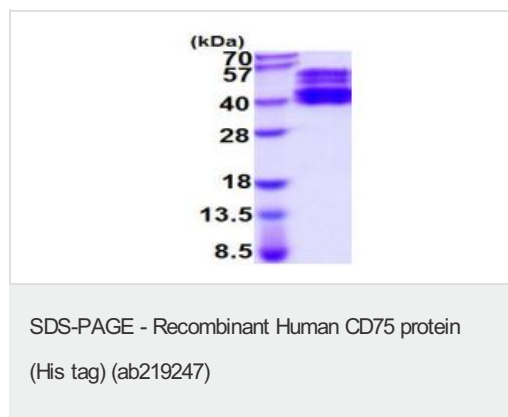 (kDa)
70
57
40
28
18
13.5
8.5
SDS-PAGE - Recombinant Human CD75 protein
(His tag) (ab219247)